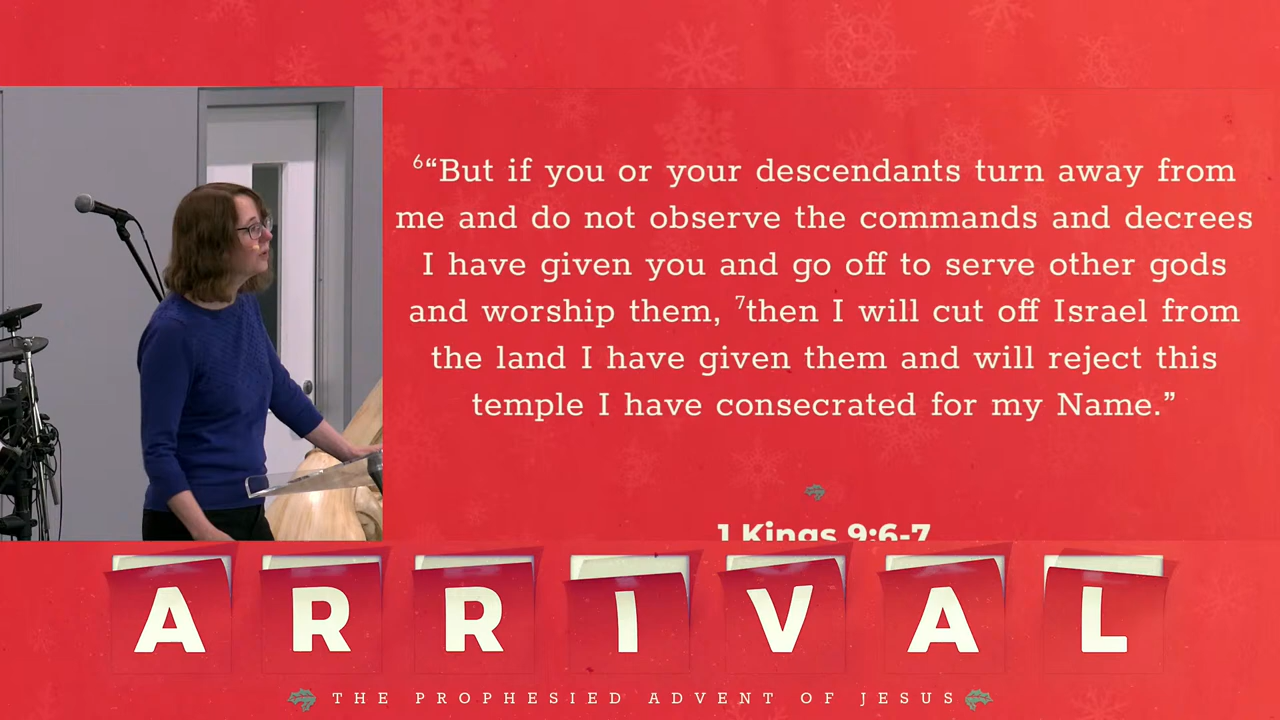 ⁶“But if you or your descendants turn away from
me and do not observe the commands and decrees
I have given you and go off to serve other gods
and worship them, ⁷then I will cut off Israel from
the land I have given them and will reject this
temple I have consecrated for my Name.”
1 Kings 9:6-7
ARRIVAL
THE PROPHESIED ADVENT OF JESUS